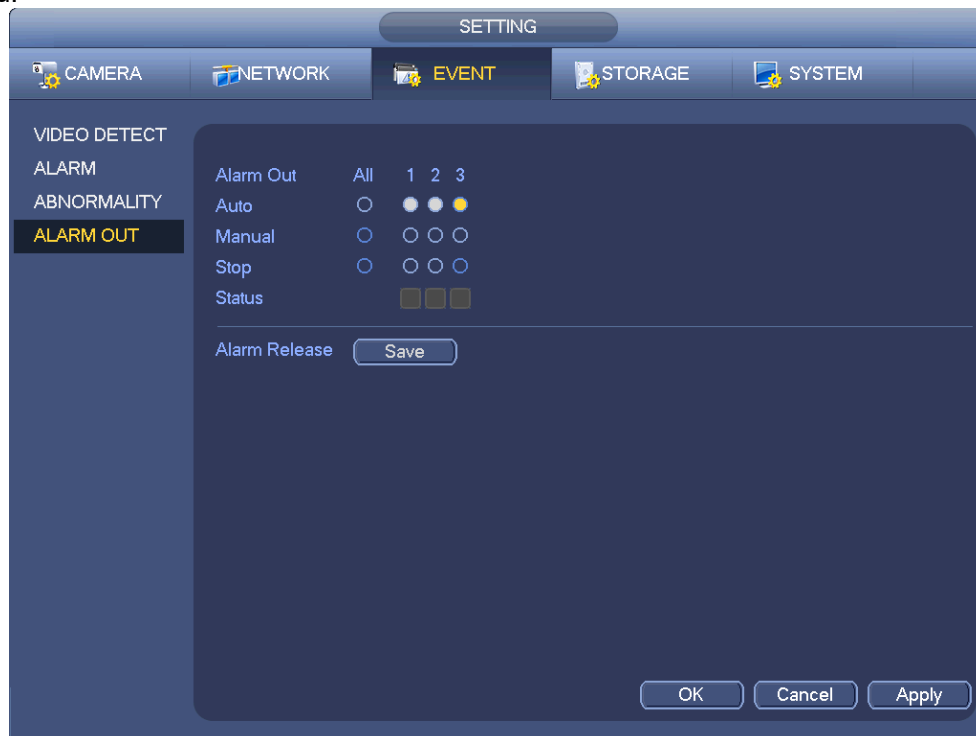 SETTING
CAMERA NETWORK EVENT STORAGE SYSTEM
VIDEO DETECT
ALARM
ABNORMALITY
ALARM OUT
Alarm Out All 1 2 3
Auto
Manual
Stop
Status
Alarm Release Save
OK Cancel Apply